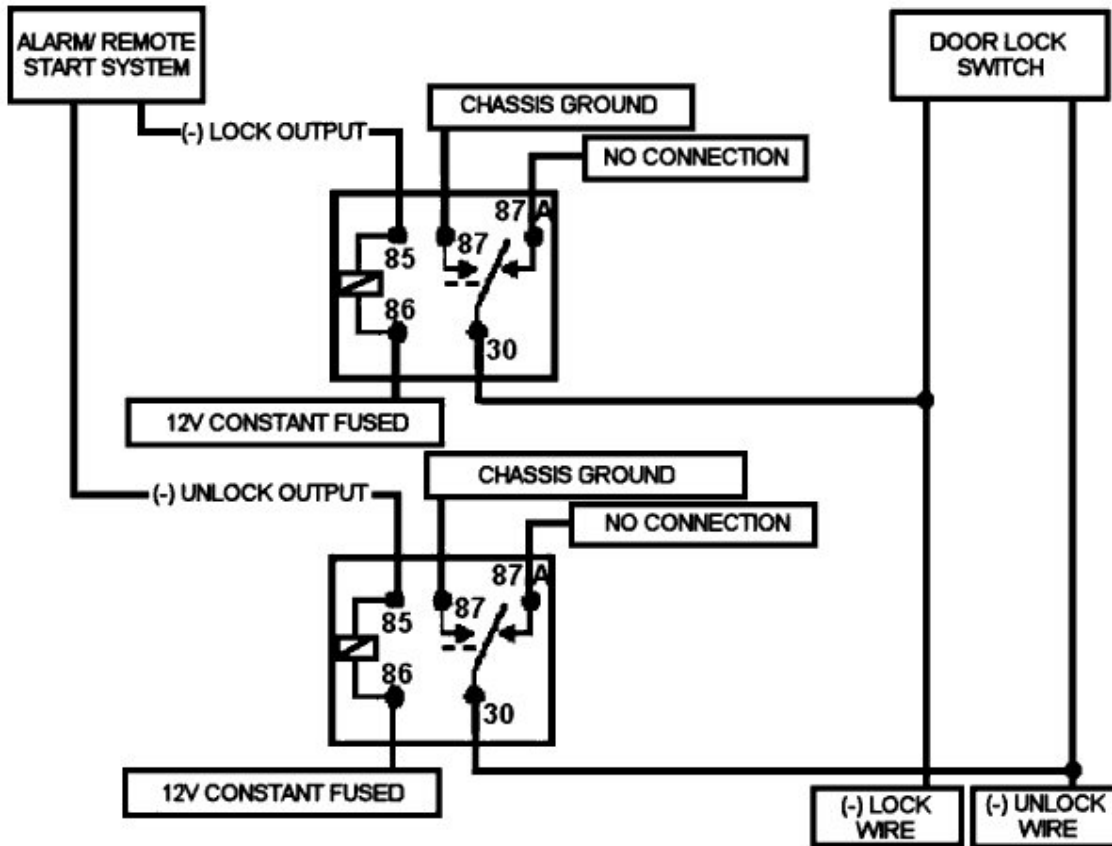 ALARM/ REMOTE
START SYSTEM
DOOR LOCK
SWITCH
CHASSIS GROUND
(-) LOCK OUTPUT
NO CONNECTION
87 A
87
85
86
30
12V CONSTANT FUSED
CHASSIS GROUND
(-) UNLOCK OUTPUT
NO CONNECTION
87 A
87
85
86
30
12V CONSTANT FUSED
(-) LOCK
WIRE
(-) UNLOCK
WIRE